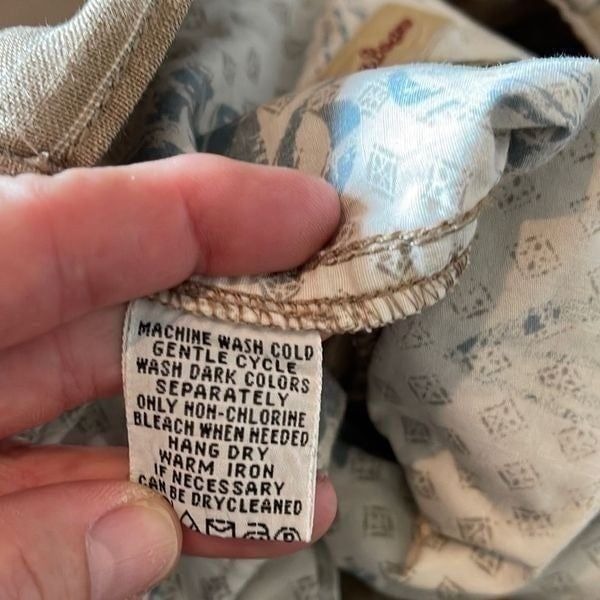 MACHINE WASH COLD
GENTLE CYCLE
WASH DARK COLORS
SEPARATELY
ONLY NON-CHLORINE
BLEACH WHEN NEEDED
HANG DRY
WARM IRON
IF NECESSARY
CAN BE DRYCLEANED